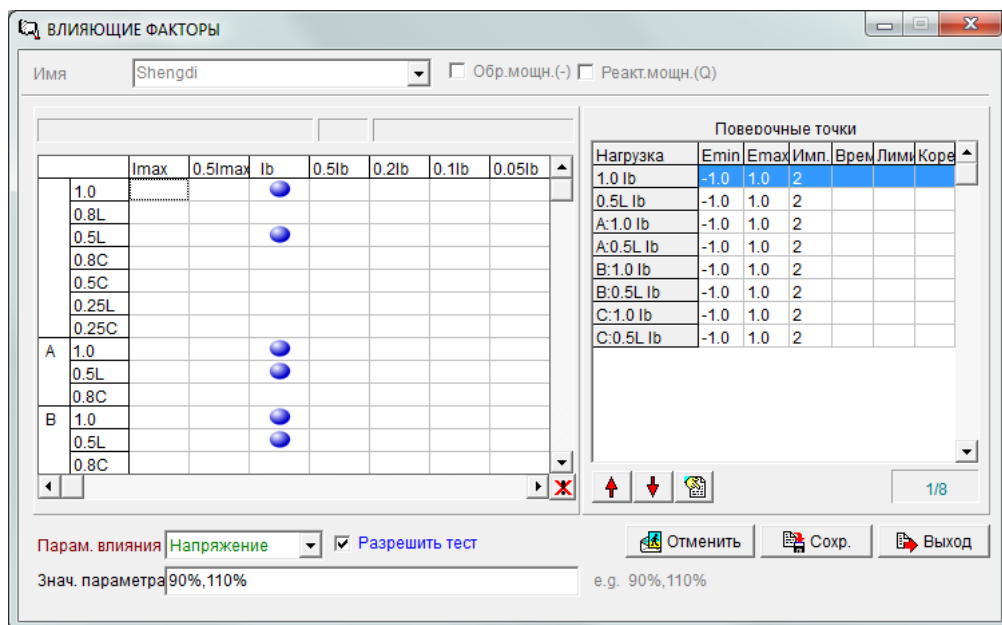 ВЛИЯЮЩИЕ ФАКТОРЫ
Имя Shengdi Обр.мощн.(-) Реакт.мощн.(Q)
Imax 0.5Imax Ib 0.5Ib 0.2Ib 0.1Ib 0.05Ib
1.0
0.8L
0.5L
0.8C
0.5C
0.25L
0.25C
A 1.0
0.5L
0.8C
B 1.0
0.5L
0.8C
Поверочные точки
Нагрузка Emin Emax Имп. Врем Лими Коре
1.0 Ib -1.0 1.0 2
0.5L Ib -1.0 1.0 2
A:1.0 Ib -1.0 1.0 2
A:0.5L Ib -1.0 1.0 2
B:1.0 Ib -1.0 1.0 2
B:0.5L Ib -1.0 1.0 2
C:1.0 Ib -1.0 1.0 2
C:0.5L Ib -1.0 1.0 2
1/8
Парам. влияния Напряжение Разрешить тест
Отменить Сохр. Выход
Знач. параметра 90%,110% e.g. 90%,110%